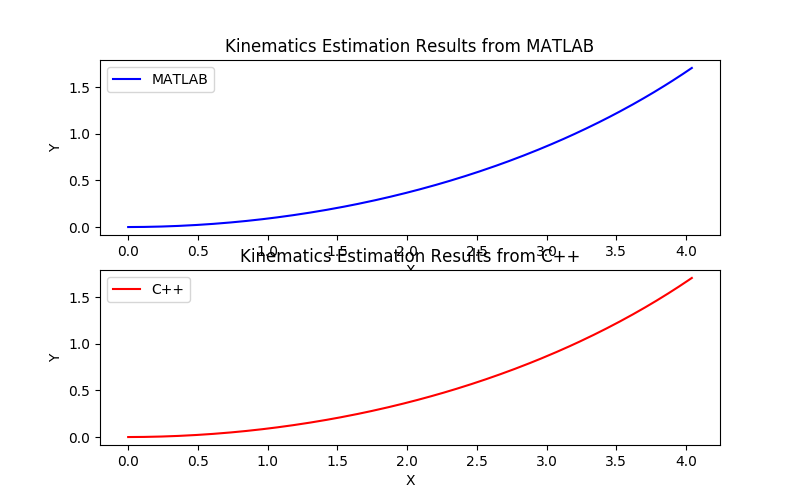 Kinematics Estimation Results from MATLAB
MATLAB
1.5
1.0
0.5
0.0
Y
0.0 0.5 1.0 1.5 2.0 2.5 3.0 3.5 4.0
X
Kinematics Estimation Results from C++
C++
1.5
1.0
0.5
0.0
Y
0.0 0.5 1.0 1.5 2.0 2.5 3.0 3.5 4.0
X